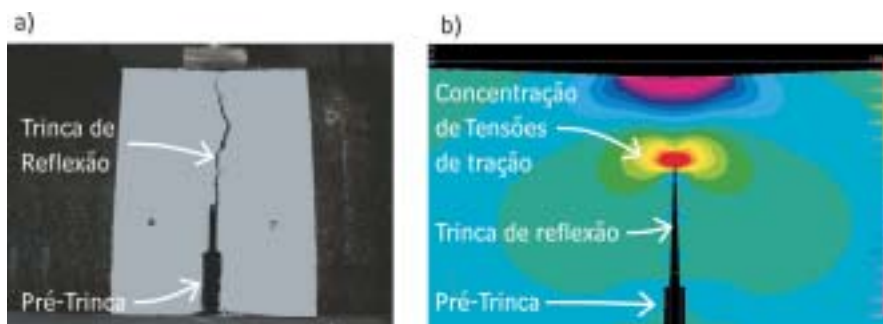 a)
Trinca de
Reflexão
Pré-Trinca
b)
Concentração
de Tensões
de tração
Trinca de reflexão
Pré-Trinca